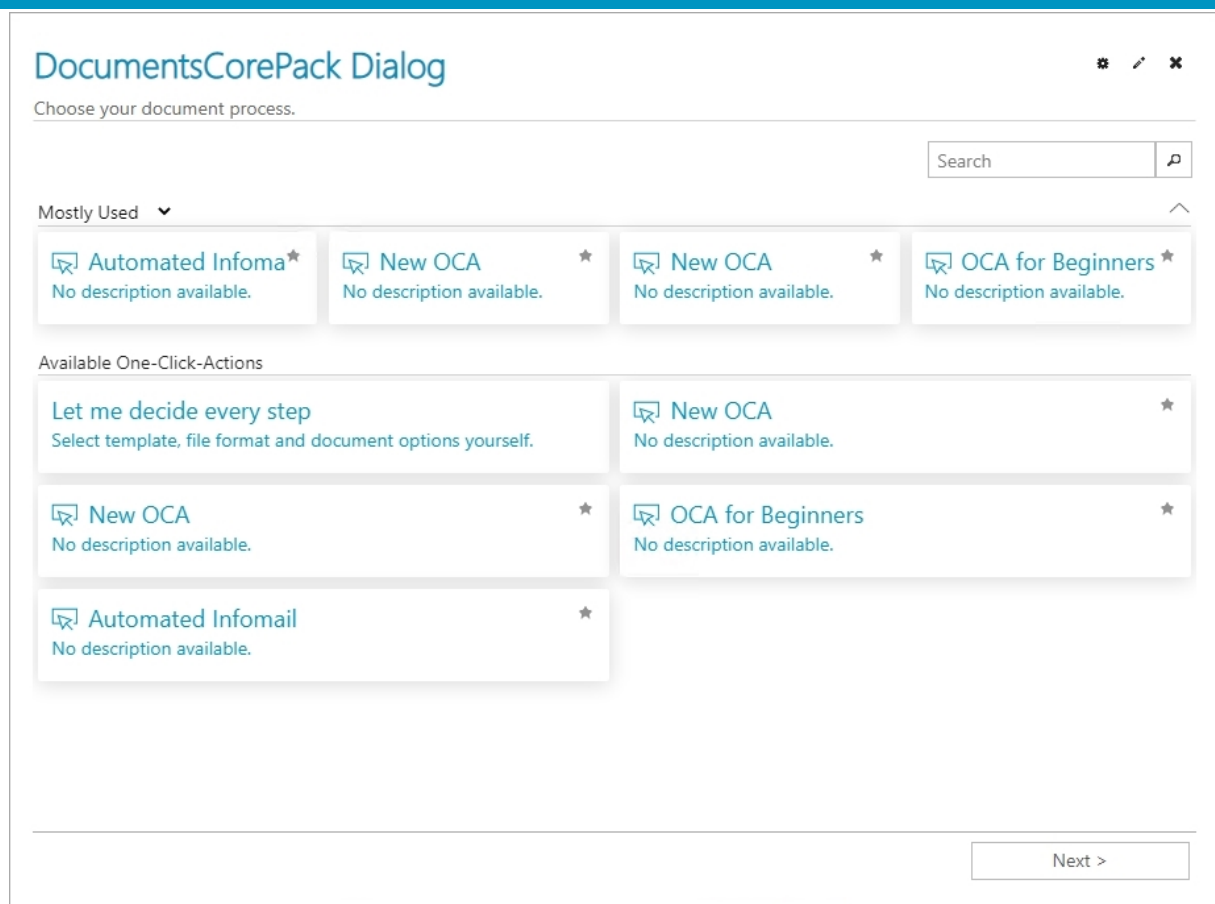 DocumentsCorePack Dialog
Choose your document process.
Search
Mostly Used
Automated Infoma
No description available.
New OCA
No description available.
New OCA
No description available.
OCA for Beginners
No description available.
Available One-Click-Actions
Let me decide every step
Select template, file format and document options yourself.
New OCA
No description available.
New OCA
No description available.
OCA for Beginners
No description available.
Automated Infomail
No description available.
Next >